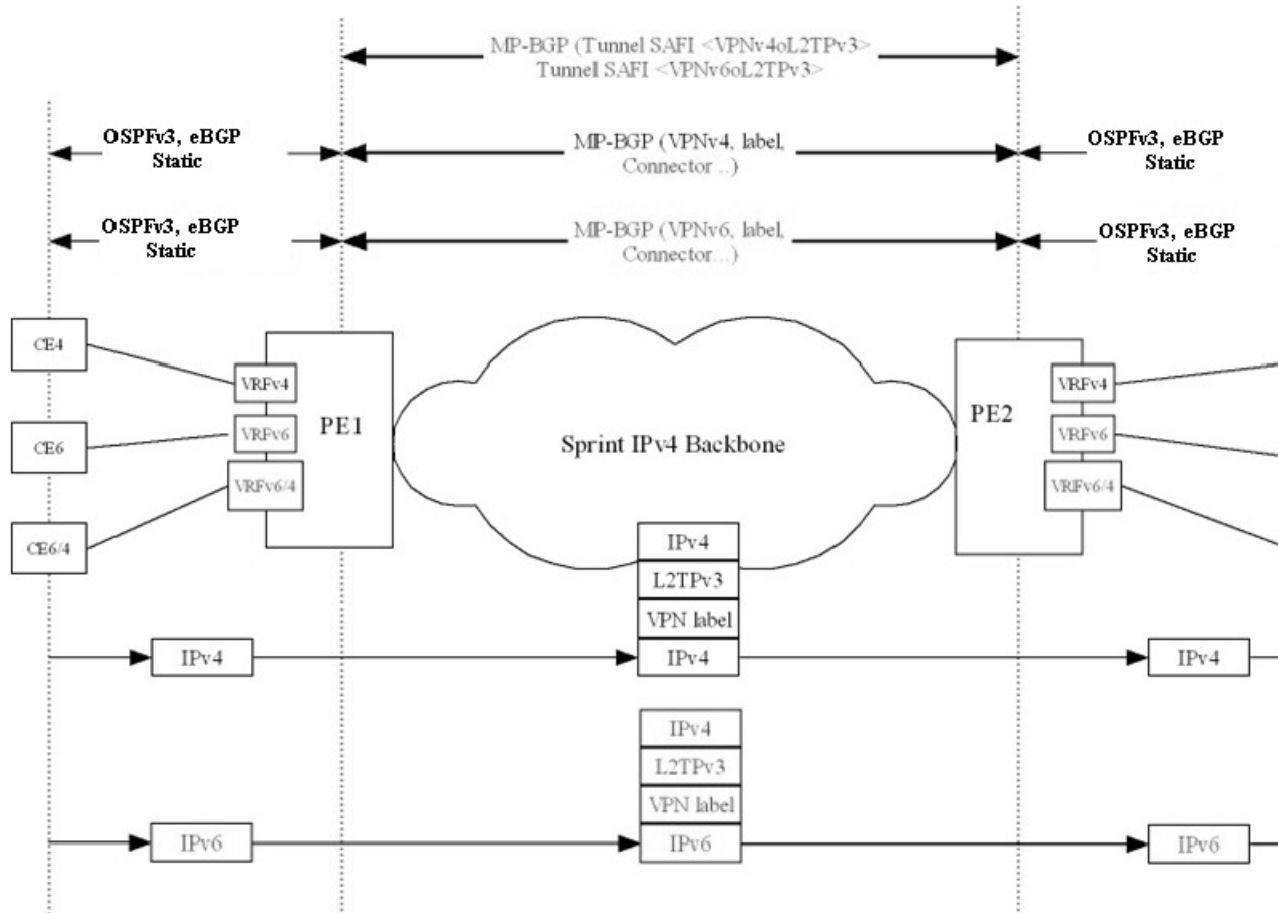 MP-BGP (Tunnel SAFI <VPNv4oL2TPv3>
Tunnel SAFI <VPNv6oL2TPv3>
OSPFv3, eBGP
Static
MP-BGP (VPNv4, label,
Connector ..)
OSPFv3, eBGP
Static
OSPFv3, eBGP
Static
MP-BGP (VPNv6, label,
Connector...)
OSPFv3, eBGP
Static
CE4
CE6
CE6/4
VRFv4
VRFv6
VRFv6/4
PE1
Sprint IPv4 Backbone
PE2
VRFv4
VRFv6
VRFv6/4
IPv4
L2TPv3
VPN label
IPv4
IPv4
IPv4
IPv4
L2TPv3
VPN label
IPv6
IPv6
IPv6